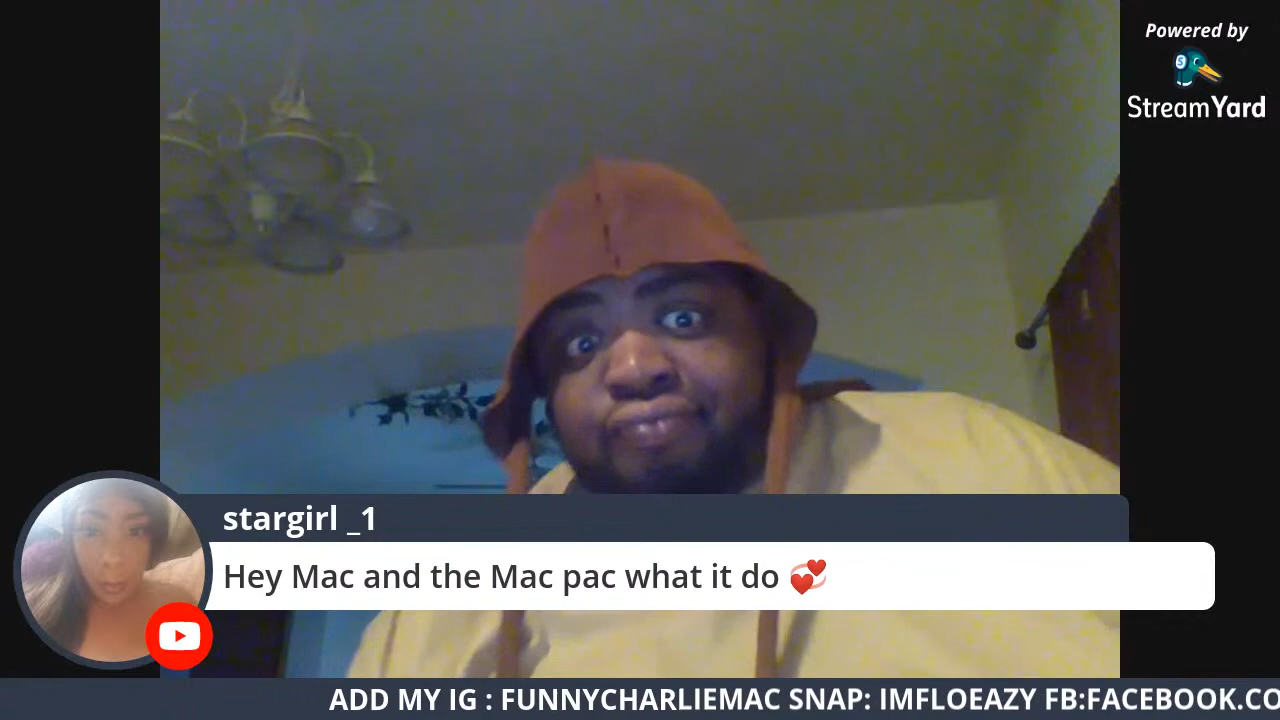 Powered by
StreamYard
stargirl _1
Hey Mac and the Mac pac what it do 💞
ADD MY IG : FUNNYCHARLIEMAC SNAP: IMFLOEAZY FB:FACEBOOK.CO